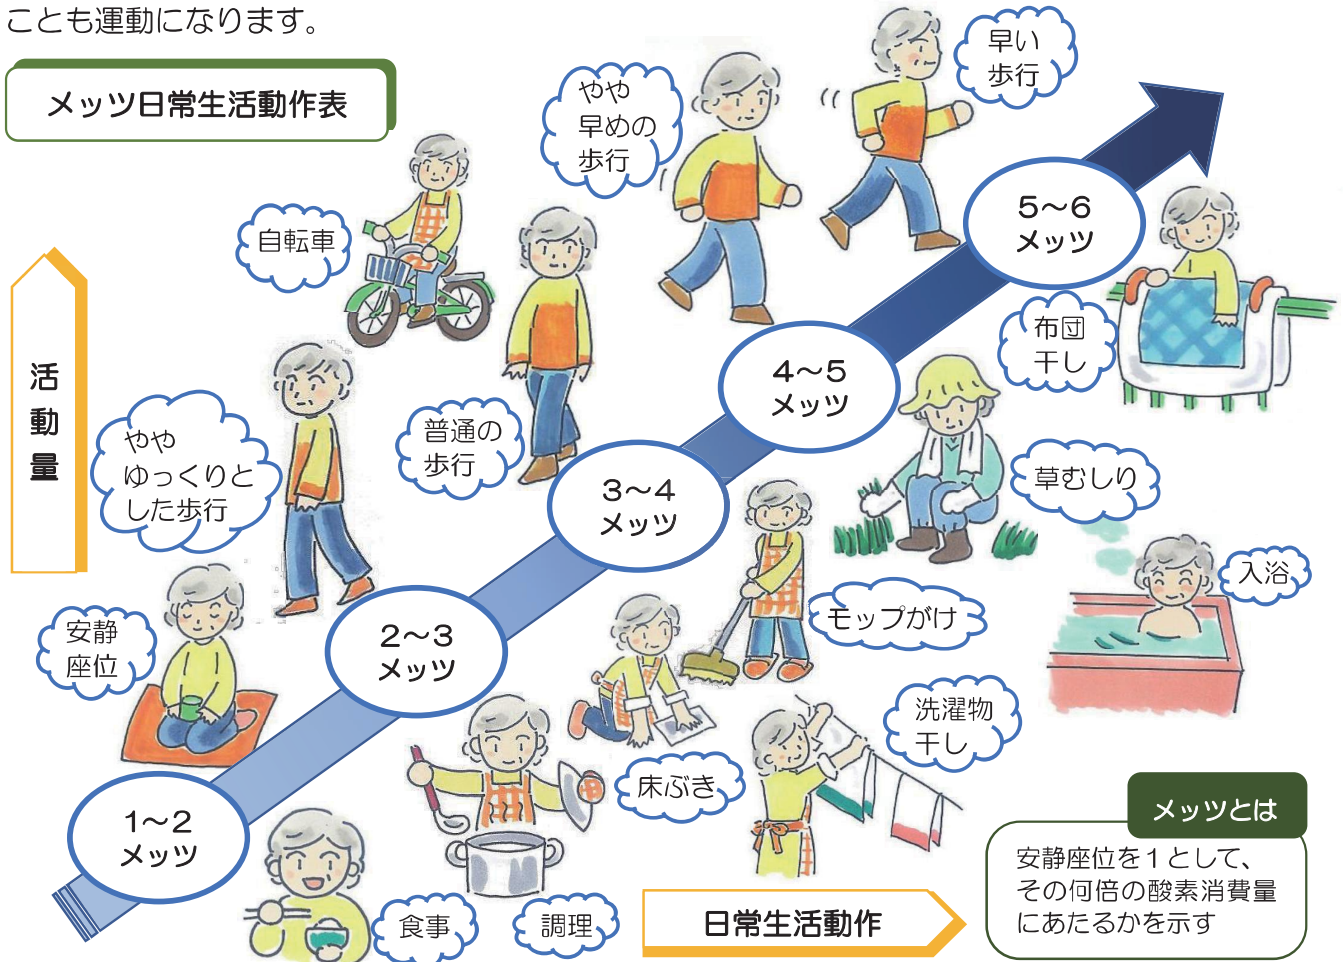 ことも運動になります。
メッツ日常生活動作表
早い
歩行
やや
早めの
歩行
5〜6
メッツ
自転車
布団
干し
4〜5
メッツ
活
動
量
普通の
歩行
やや
ゆっくりと
した歩行
草むしり
3〜4
メッツ
入浴
モップがけ
安静
座位
2〜3
メッツ
洗濯物
干し
床ぶき
1〜2
メッツ
食事
調理
日常生活動作
メッツとは
安静座位を1として、
その何倍の酸素消費量
にあたるかを示す